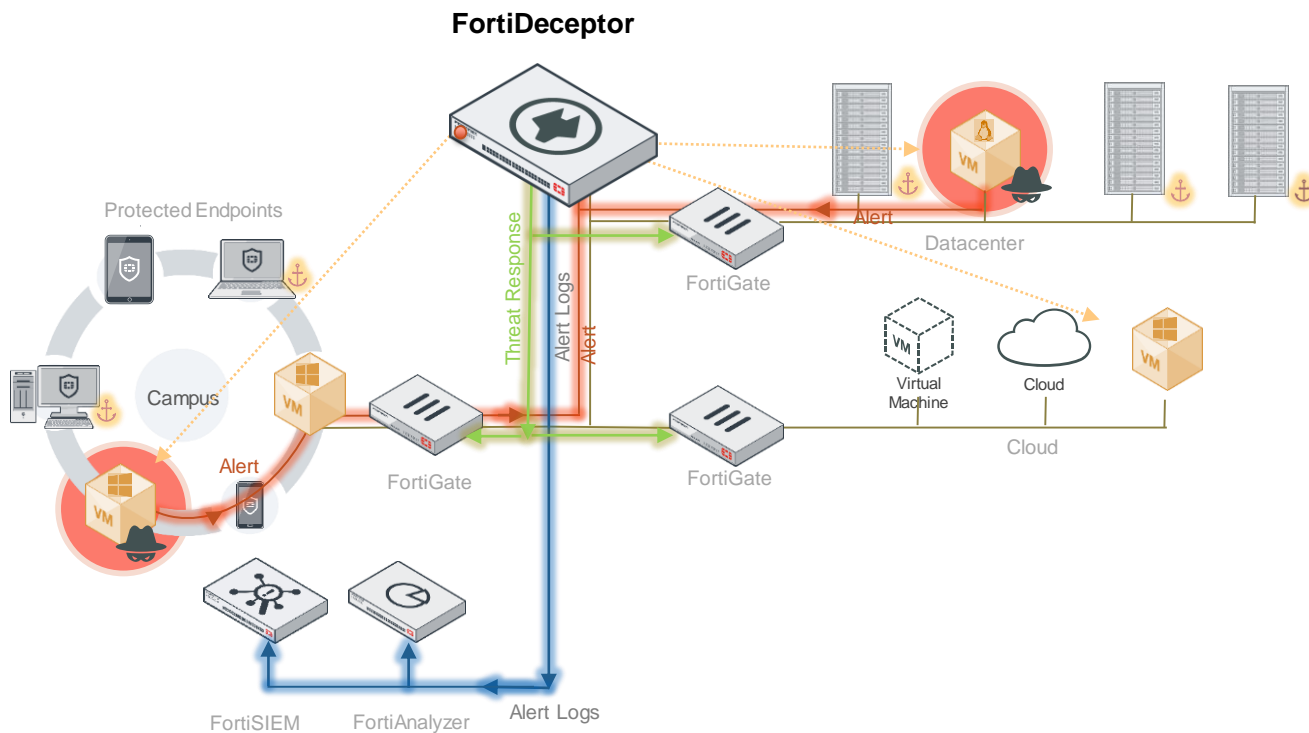 FortiDeceptor
Protected Endpoints
Campus
VM
VM
Alert
FortiGate
Threat Response
Alert Logs
Alert
FortiGate
VM
Alert
Datacenter
VM
Virtual
Machine
Cloud
VM
Cloud
FortiGate
FortiSIEM
FortiAnalyzer
Alert Logs